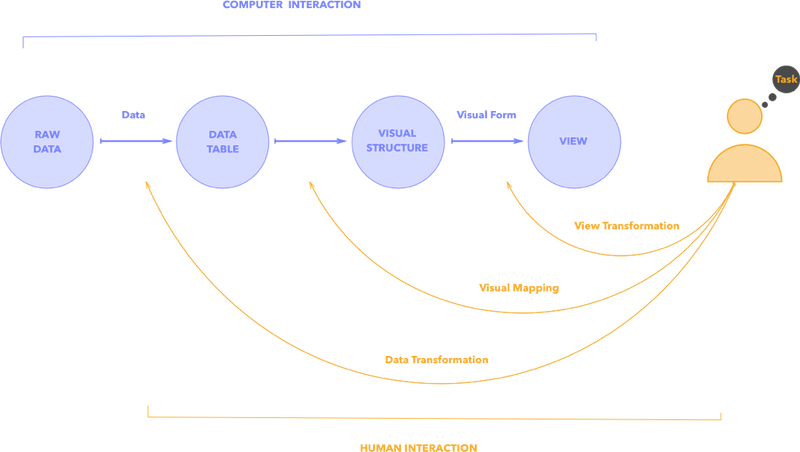 COMPUTER INTERACTION
Task
Data
Visual Form
RAW
DATA
DATA
TABLE
VISUAL
STRUCTURE
VIEW
View Transformation
Visual Mapping
Data Transformation
HUMAN INTERACTION